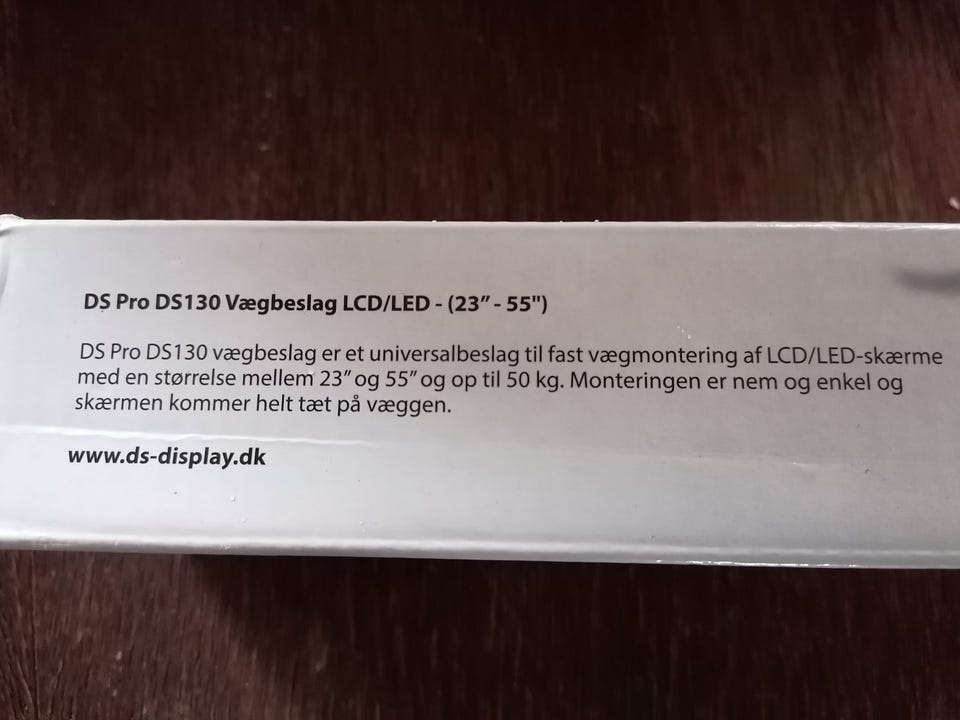 DS Pro DS130 Vægbeslag LCD/LED - (23” - 55")
DS Pro DS130 vægbeslag er et universalbeslag til fast vægmontering af LCD/LED-skærme
med en størrelse mellem 23” og 55” og op til 50 kg. Monteringen er nem og enkel og
skærmen kommer helt tæt på væggen.
www.ds-display.dk